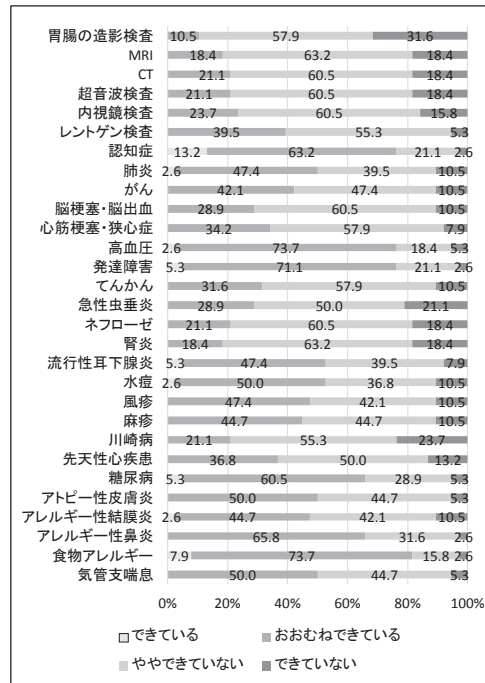 胃腸の造影検査 10.5 57.9 31.6
MRI 18.4 63.2 18.4
CT 21.1 60.5 18.4
超音波検査 21.1 60.5 18.4
内視鏡検査 23.7 60.5 15.8
レントゲン検査 39.5 55.3 5.3
認知症 13.2 63.2 21.1 2.6
肺炎 2.6 47.4 39.5 10.5
がん 42.1 47.4 10.5
脳梗塞・脳出血 28.9 60.5 10.5
心筋梗塞・狭心症 34.2 57.9 7.9
高血圧 2.6 73.7 18.4 5.3
発達障害 5.3 71.1 21.1 2.6
てんかん 31.6 57.9 10.5
急性虫垂炎 28.9 50.0 21.1
ネフローゼ 21.1 60.5 18.4
腎炎 18.4 63.2 18.4
流行性耳下腺炎 5.3 47.4 39.5 7.9
水痘 2.6 50.0 36.8 10.5
風疹 47.4 42.1 10.5
麻疹 44.7 44.7 10.5
川崎病 21.1 55.3 23.7
先天性心疾患 36.8 50.0 13.2
糖尿病 5.3 60.5 28.9 5.3
アトピー性皮膚炎 50.0 44.7 5.3
アレルギー性結膜炎 2.6 44.7 42.1 10.5
アレルギー性鼻炎 65.8 31.6 2.6
食物アレルギー 7.9 73.7 15.8 2.6
気管支喘息 50.0 44.7 5.3
0% 20% 40% 60% 80% 100%
できている おおむねできている
ややできていない できていない